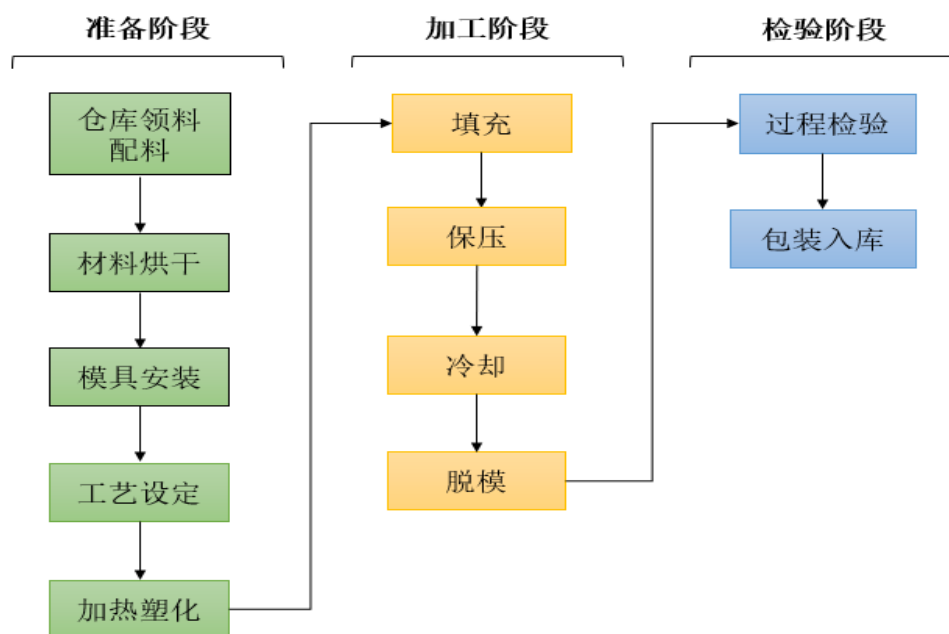 准备阶段
仓库领料
配料
材料烘干
模具安装
工艺设定
加热塑化
加工阶段
填充
保压
冷却
脱模
检验阶段
过程检验
包装入库